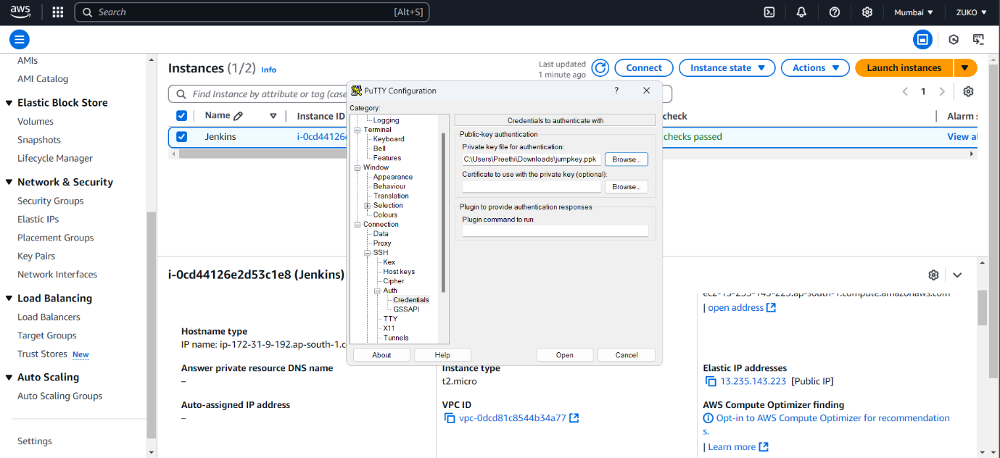 aws
Search [Alt+S]
Mumbai ▼ ZUKO ▼
AMIs
AMI Catalog
Elastic Block Store
Volumes
Snapshots
Lifecycle Manager
Network & Security
Security Groups
Elastic IPs
Placement Groups
Key Pairs
Network Interfaces
Load Balancing
Load Balancers
Target Groups
Trust Stores New
Auto Scaling
Auto Scaling Groups
Settings
Instances (1/2) Info
Last updated
1 minute ago
Connect
Instance state
Actions
Launch instances
Find Instance by attribute or tag (case
1
Name
Instance ID
check
Alarm s
Jenkins
i-0cd44126
checks passed
View al
PuTTY Configuration ?
Category:
Logging
Terminal
Keyboard
Bell
Features
Window
Appearance
Behaviour
Translation
Selection
Colours
Connection
Data
Proxy
SSH
Kex
Host keys
Cipher
Auth
Credentials
GSSAPI
TTY
X11
Tunnels
Credentials to authenticate with
Public-key authentication
Private key file for authentication:
C:\Users\Preethi\Downloads\jumpkey.ppk Browse...
Certificate to use with the private key (optional):
Browse...
Plugin to provide authentication responses
Plugin command to run
About Help Open Cancel
i-0cd44126e2d53c1e8 (Jenkins)
Hostname type
IP name: ip-172-31-9-192.ap-south-1.c
Answer private resource DNS name
–
Auto-assigned IP address
–
Instance type
t2.micro
VPC ID
vpc-0dcd81c8544b34a77
ec2-13-235-143-223.ap-south-1.compute.amazonaws.com
| open address
Elastic IP addresses
13.235.143.223 [Public IP]
AWS Compute Optimizer finding
Opt-in to AWS Compute Optimizer for recommendation
s.
| Learn more